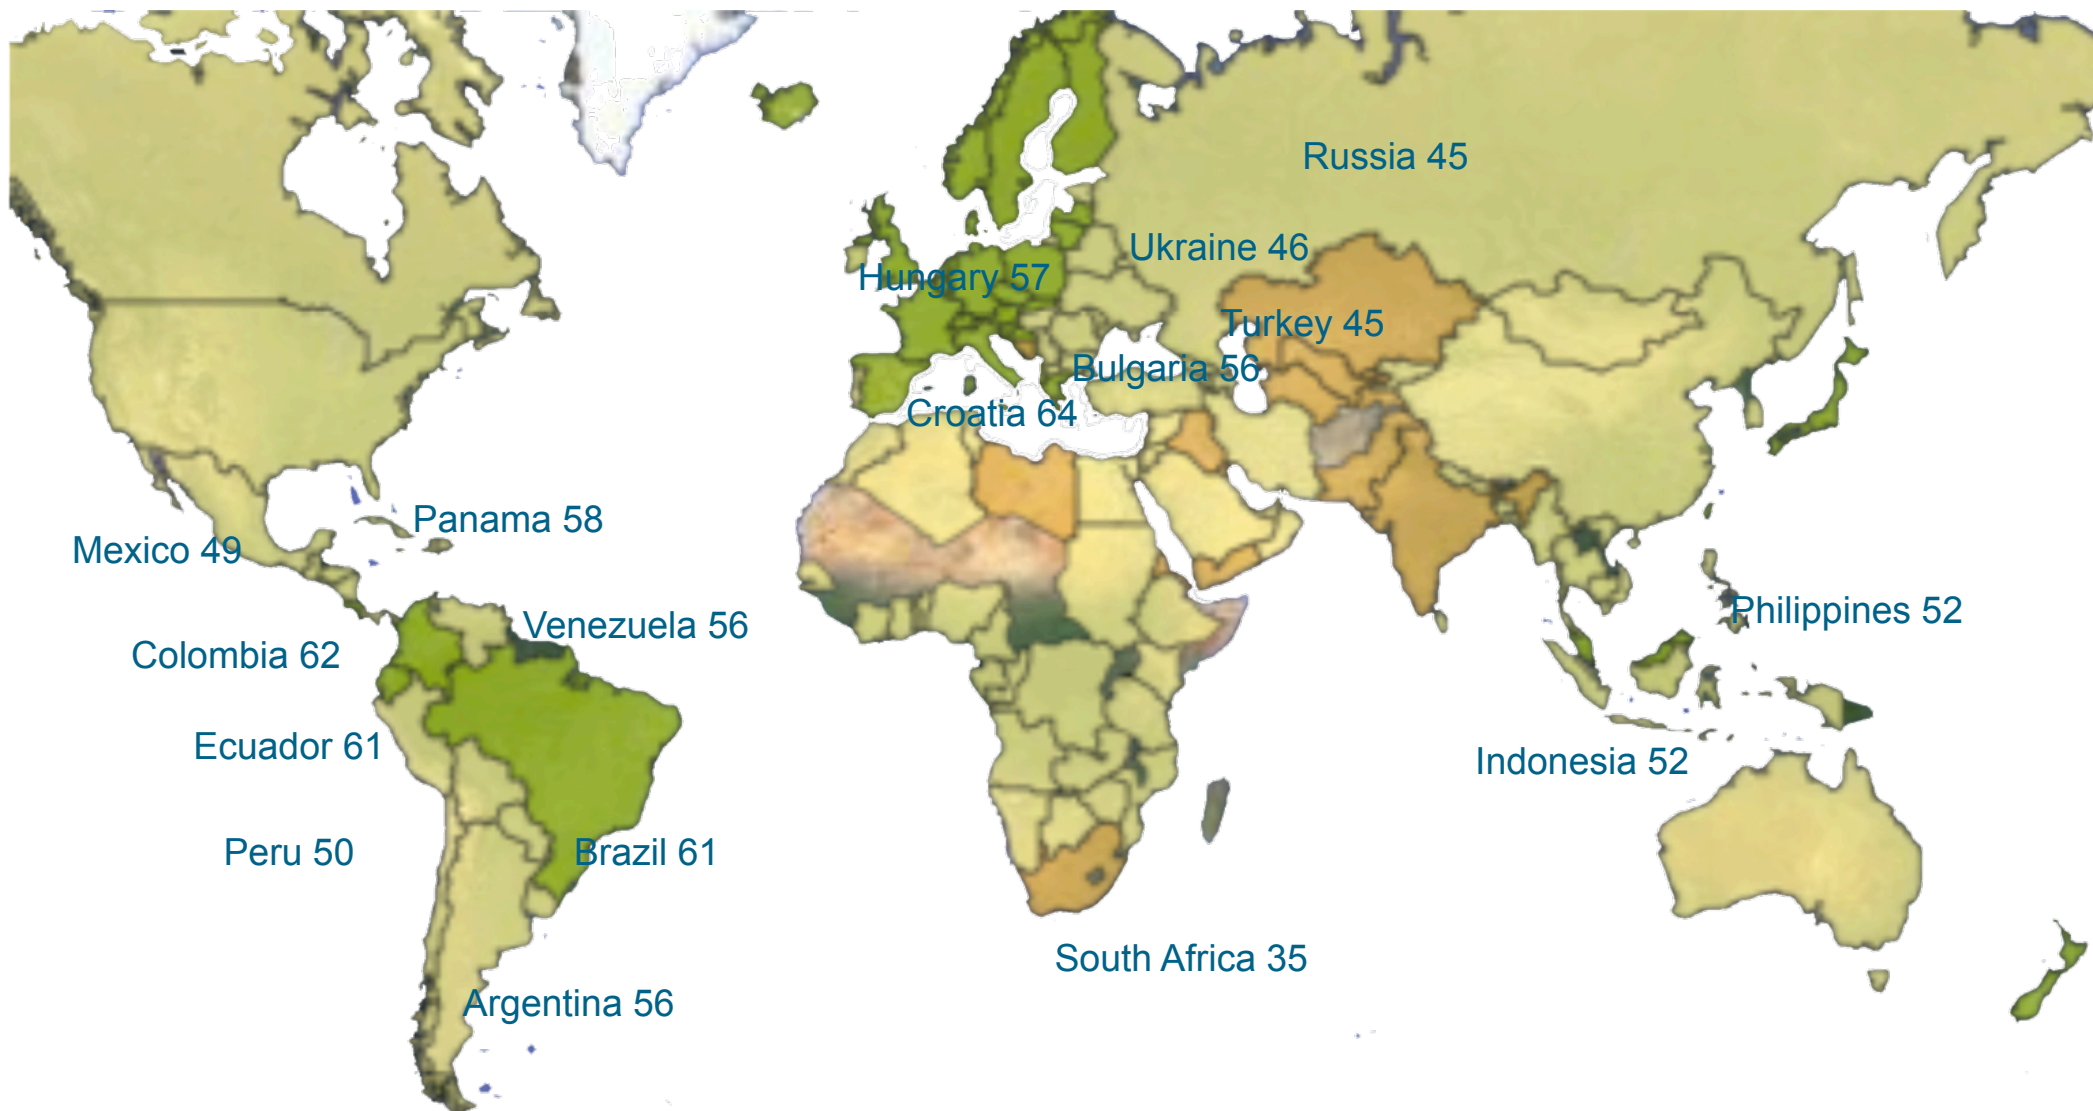 Russia 45
Ukraine 46
Hungary 57
Turkey 45
Bulgaria 56
Croatia 64
Panama 58
Mexico 49
Philippines 52
Venezuela 56
Colombia 62
Ecuador 61
Indonesia 52
Peru 50
Brazil 61
South Africa 35
Argentina 56